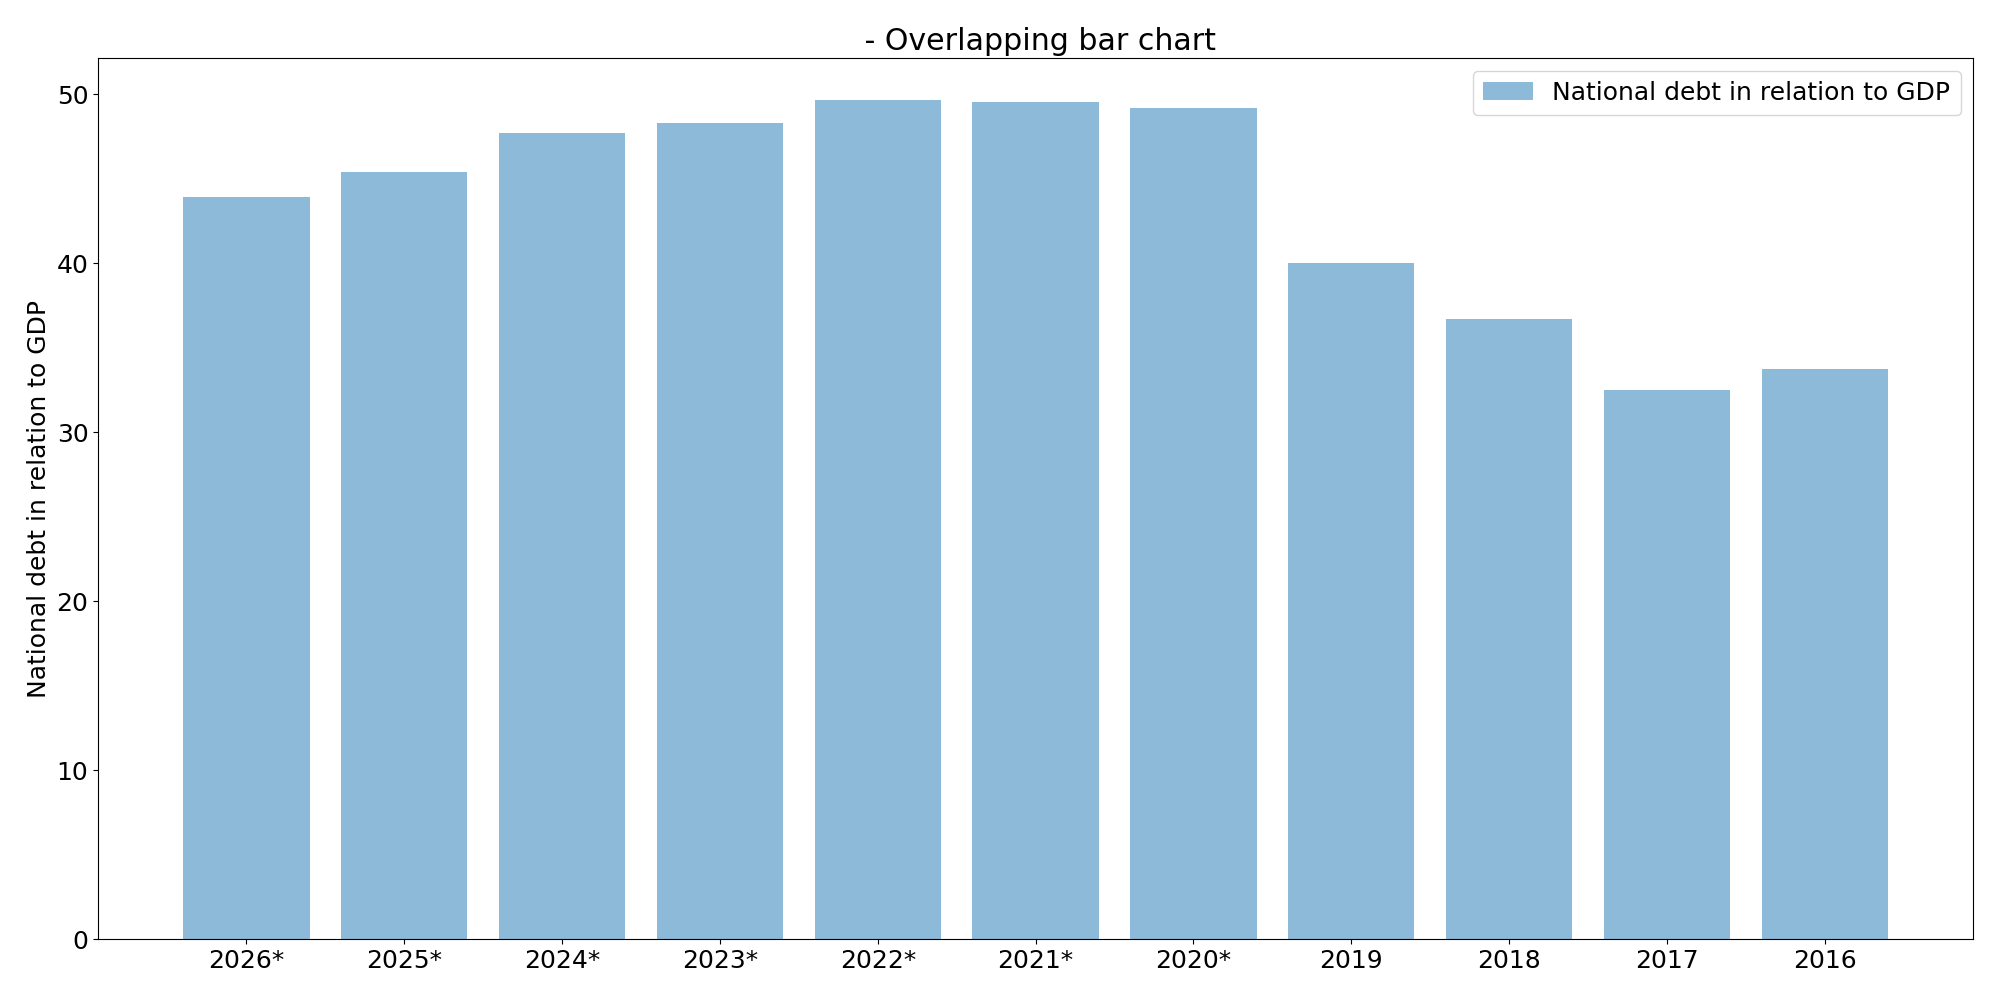 - Overlapping bar chart
National debt in relation to GDP
National debt in relation to GDP
50
40
30
20
10
0
2026* 2025* 2024* 2023* 2022* 2021* 2020* 2019 2018 2017 2016